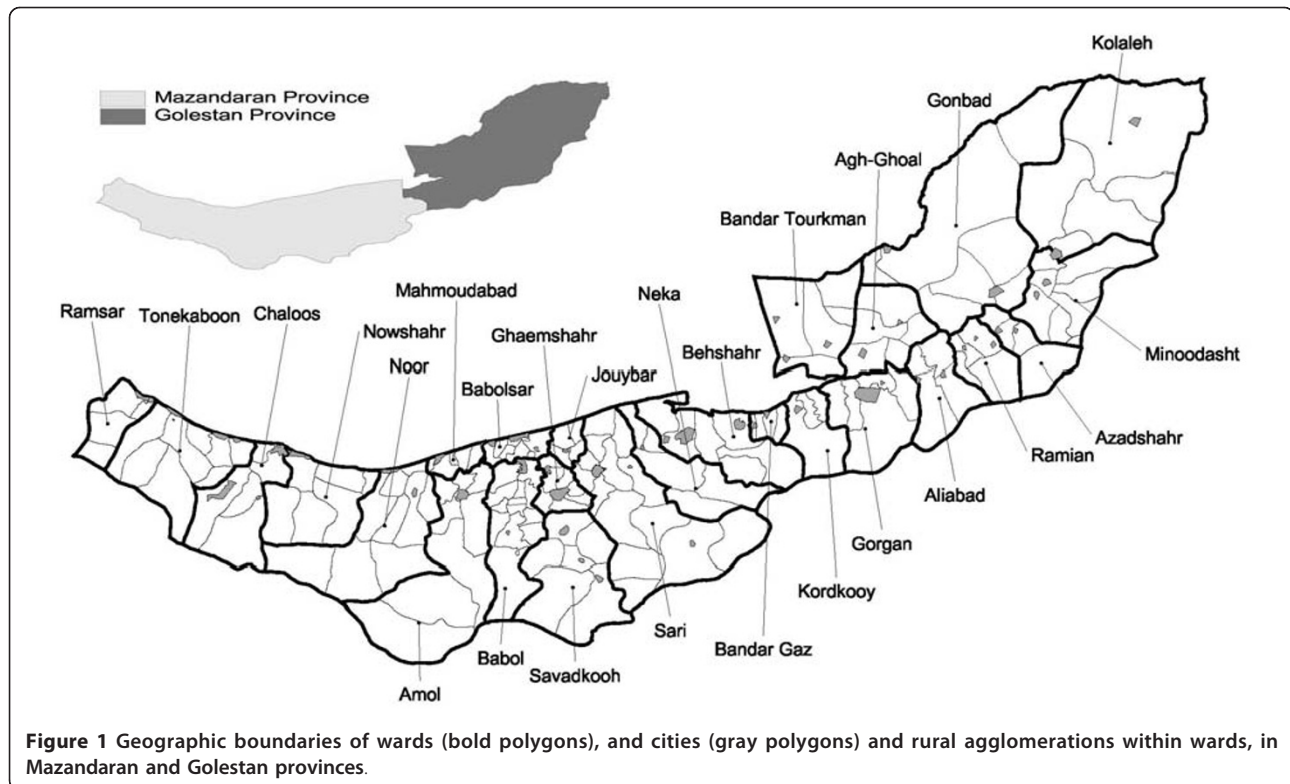 Mazandaran Province
Golestan Province
Kolaleh
Gonbad
Agh-Ghoal
Bandar Tourkman
Mahmoudabad
Neka
Ramsar
Tonekaboon
Chaloos
Nowshahr
Ghaemshahr
Behshahr
Minoodasht
Noor
Jouybar
Babolsar
Azadshahr
Ramian
Aliabad
Gorgan
Kordkooy
Sari
Bandar Gaz
Babol
Savadkooh
Amol
Figure 1 Geographic boundaries of wards (bold polygons), and cities (gray polygons) and rural agglomerations within wards, in
Mazandaran and Golestan provinces.